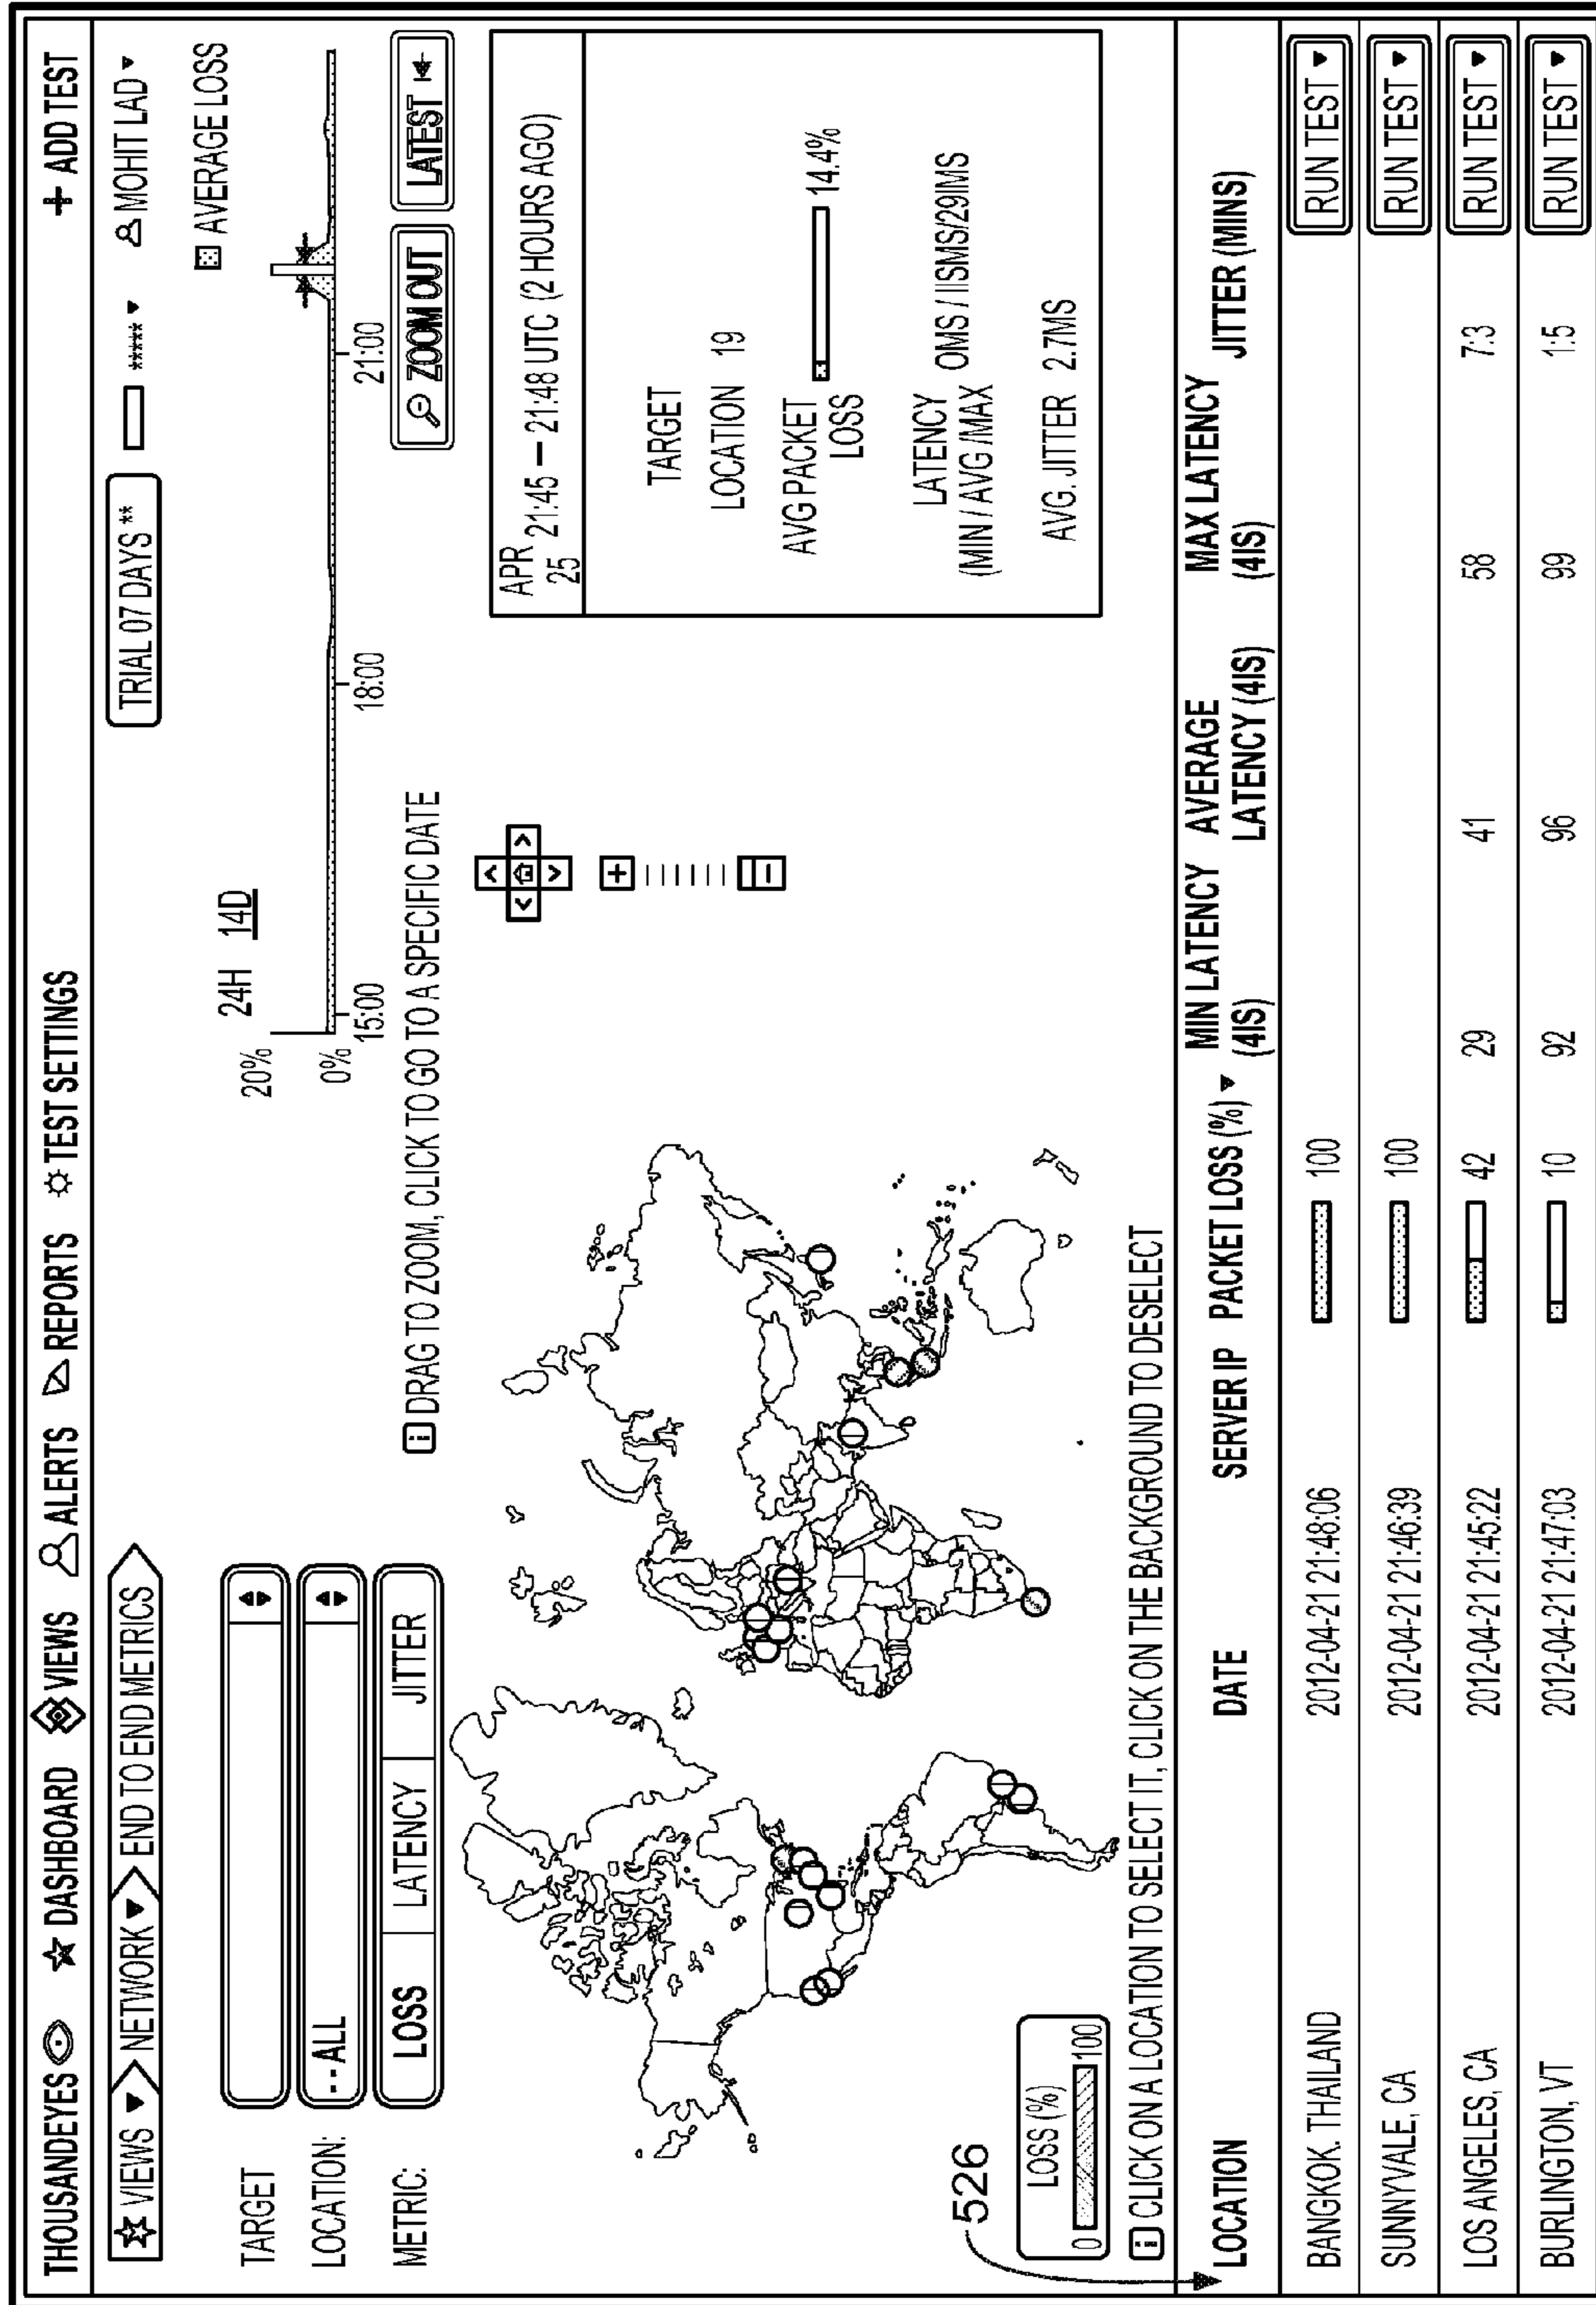 THOUSANDEYES DASHBOARD VIEWS ALERTS REPORTS TEST SETTINGS + ADD TEST
VIEWS NETWORK END TO END METRICS TRIAL 07 DAYS ** ***** MOHIT LAD
TARGET 24H 14D AVERAGE LOSS
LOCATION: -- ALL
20%
0%
15:00 18:00 21:00
METRIC: LOSS LATENCY JITTER
DRAG TO ZOOM, CLICK TO GO TO A SPECIFIC DATE ZOOM OUT LATEST
APR 25 21:45 — 21:48 UTC (2 HOURS AGO)
TARGET
LOCATION 19
AVG PACKET LOSS 14.4%
LATENCY
(MIN / AVG / MAX OMS / IISMS/29IMS
AVG. JITTER 2.7MS
526
LOSS (%)
0 100
CLICK ON A LOCATION TO SELECT IT, CLICK ON THE BACKGROUND TO DESELECT
LOCATION DATE SERVER IP PACKET LOSS (%) MIN LATENCY (4IS) AVERAGE LATENCY (4IS) MAX LATENCY (4IS) JITTER (MINS)
BANGKOK. THAILAND 2012-04-21 21:48:06 100 RUN TEST
SUNNYVALE, CA 2012-04-21 21:46:39 100 RUN TEST
LOS ANGELES, CA 2012-04-21 21:45:22 42 29 41 58 7:3 RUN TEST
BURLINGTON, VT 2012-04-21 21:47:03 10 92 96 99 1:5 RUN TEST